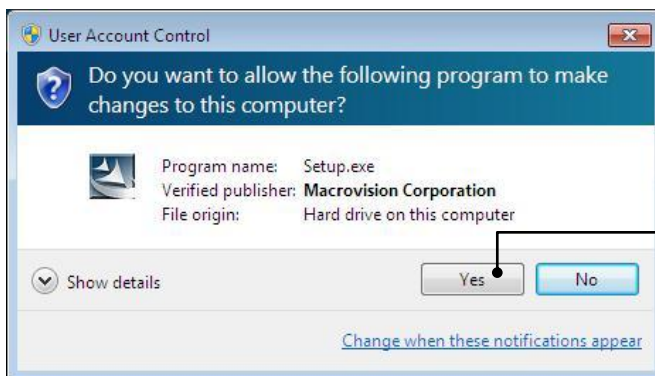 User Account Control
Do you want to allow the following program to make
changes to this computer?
Program name: Setup.exe
Verified publisher: Macrovision Corporation
File origin: Hard drive on this computer
Show details
Yes
No
Change when these notifications appear